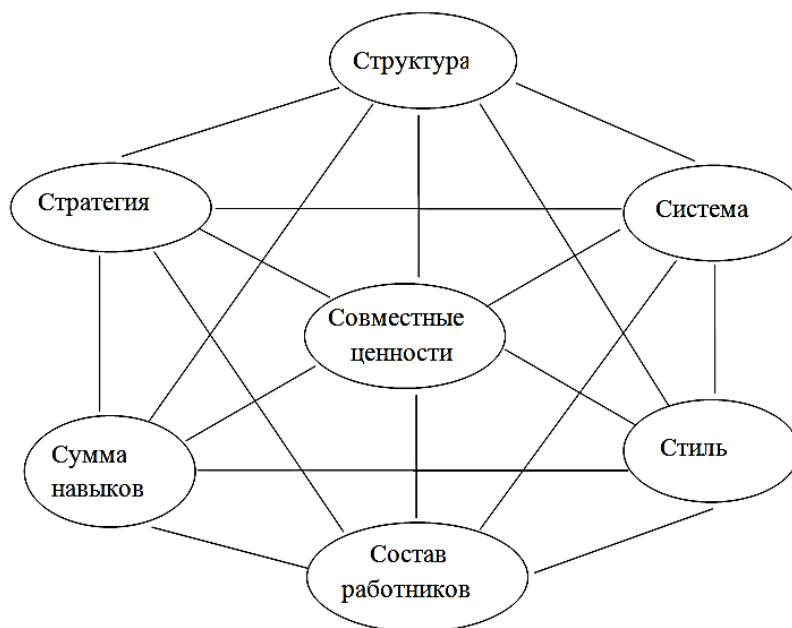 Структура
Стратегия
Система
Совместные
ценности
Сумма
навыков
Стиль
Состав
работников